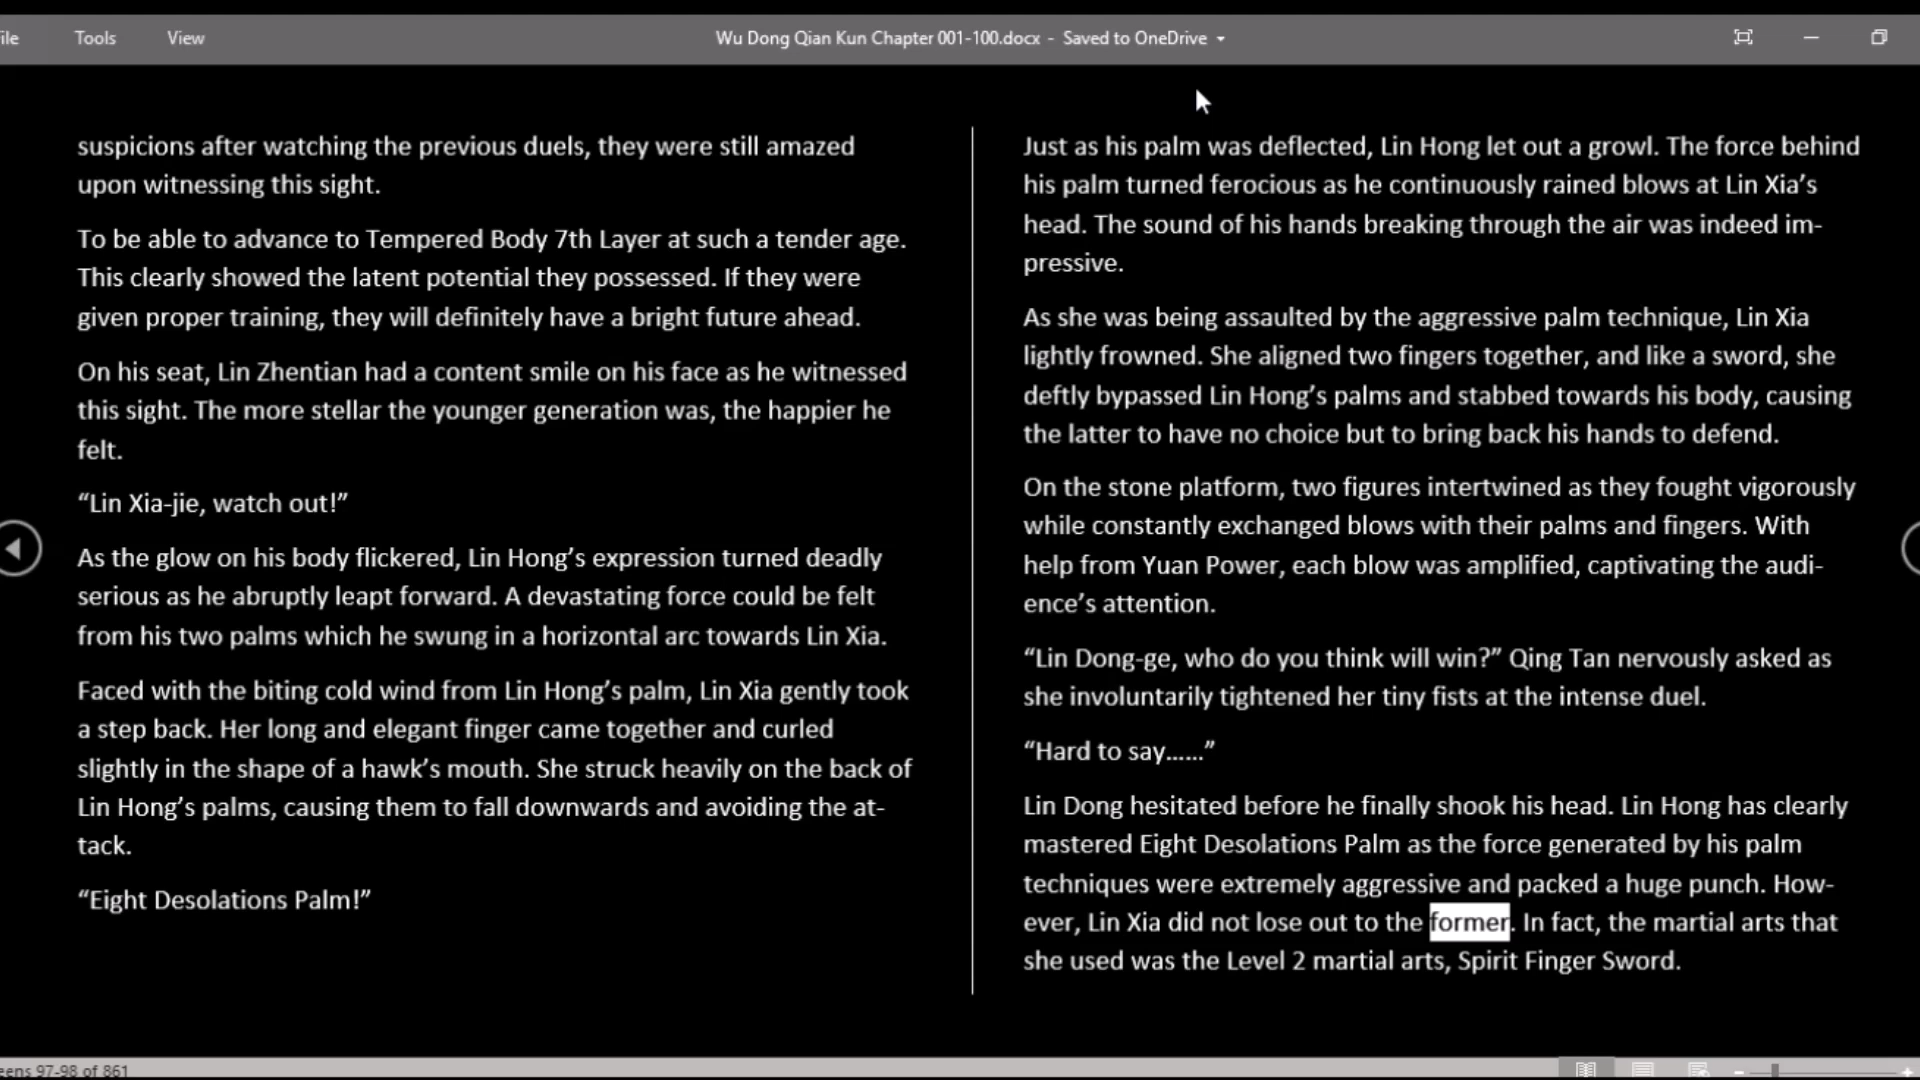 ile Tools View Wu Dong Qian Kun Chapter 001-100.docx - Saved to OneDrive
suspicions after watching the previous duels, they were still amazed
upon witnessing this sight.
To be able to advance to Tempered Body 7th Layer at such a tender age.
This clearly showed the latent potential they possessed. If they were
given proper training, they will definitely have a bright future ahead.
On his seat, Lin Zhentian had a content smile on his face as he witnessed
this sight. The more stellar the younger generation was, the happier he
felt.
“Lin Xia-jie, watch out!”
As the glow on his body flickered, Lin Hong’s expression turned deadly
serious as he abruptly leapt forward. A devastating force could be felt
from his two palms which he swung in a horizontal arc towards Lin Xia.
Faced with the biting cold wind from Lin Hong’s palm, Lin Xia gently took
a step back. Her long and elegant finger came together and curled
slightly in the shape of a hawk’s mouth. She struck heavily on the back of
Lin Hong’s palms, causing them to fall downwards and avoiding the at-
tack.
“Eight Desolations Palm!”
Just as his palm was deflected, Lin Hong let out a growl. The force behind
his palm turned ferocious as he continuously rained blows at Lin Xia’s
head. The sound of his hands breaking through the air was indeed im-
pressive.
As she was being assaulted by the aggressive palm technique, Lin Xia
lightly frowned. She aligned two fingers together, and like a sword, she
deftly bypassed Lin Hong’s palms and stabbed towards his body, causing
the latter to have no choice but to bring back his hands to defend.
On the stone platform, two figures intertwined as they fought vigorously
while constantly exchanged blows with their palms and fingers. With
help from Yuan Power, each blow was amplified, captivating the audi-
ence’s attention.
“Lin Dong-ge, who do you think will win?” Qing Tan nervously asked as
she involuntarily tightened her tiny fists at the intense duel.
“Hard to say......”
Lin Dong hesitated before he finally shook his head. Lin Hong has clearly
mastered Eight Desolations Palm as the force generated by his palm
techniques were extremely aggressive and packed a huge punch. How-
ever, Lin Xia did not lose out to the former. In fact, the martial arts that
she used was the Level 2 martial arts, Spirit Finger Sword.
eens 97-98 of 861